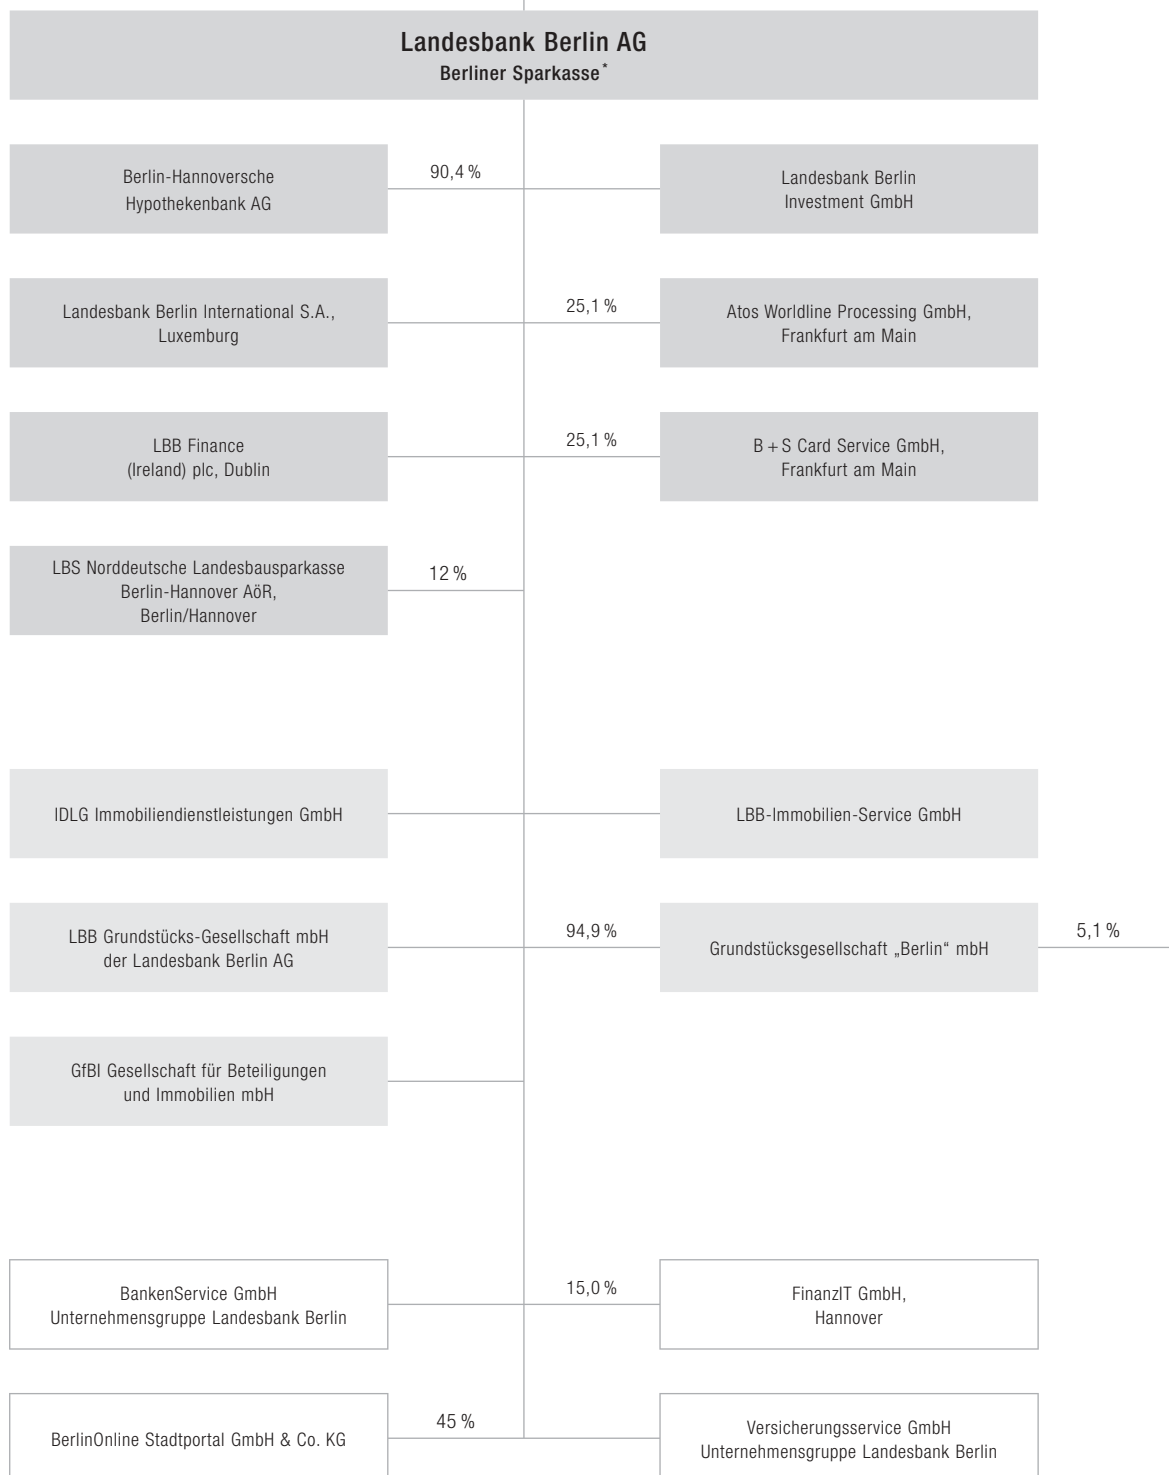 Landesbank Berlin AG
Berliner Sparkasse*
Berlin-Hannoversche
Hypothekenbank AG
90,4 %
Landesbank Berlin
Investment GmbH
Landesbank Berlin International S.A.,
Luxemburg
25,1 %
Atos Worldline Processing GmbH,
Frankfurt am Main
LBB Finance
(Ireland) plc, Dublin
25,1 %
B + S Card Service GmbH,
Frankfurt am Main
LBS Norddeutsche Landesbausparkasse
Berlin-Hannover AöR,
Berlin/Hannover
12 %
IDLG Immobiliendienstleistungen GmbH
LBB-Immobilien-Service GmbH
LBB Grundstücks-Gesellschaft mbH
der Landesbank Berlin AG
94,9 %
Grundstücksgesellschaft „Berlin“ mbH
5,1 %
GfBI Gesellschaft für Beteiligungen
und Immobilien mbH
BankenService GmbH
Unternehmensgruppe Landesbank Berlin
15,0 %
FinanzIT GmbH,
Hannover
BerlinOnline Stadtportal GmbH & Co. KG
45 %
Versicherungsservice GmbH
Unternehmensgruppe Landesbank Berlin